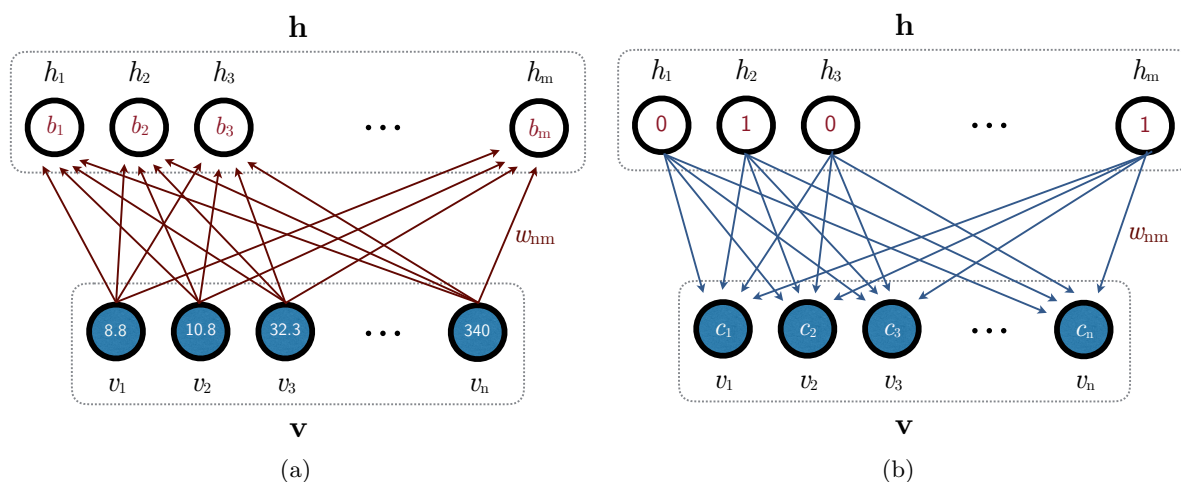 h h
h₁ h₂ h₃ hₘ h₁ h₂ h₃ hₘ
b₁ b₂ b₃ ... bₘ 0 1 0 ... 1
wₙₘ wₙₘ
8.8 10.8 32.3 ... 340 c₁ c₂ c₃ ... cₙ
v₁ v₂ v₃ vₙ v₁ v₂ v₃ vₙ
v v
(a) (b)